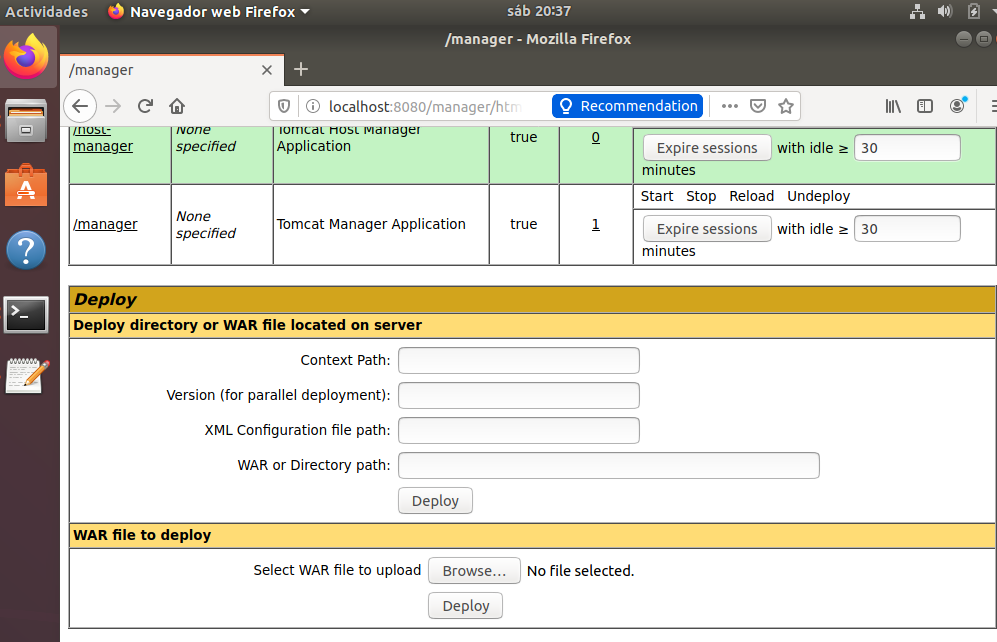 Actividades
Navegador web Firefox
sáb 20:37
/manager - Mozilla Firefox
/manager
localhost:8080/manager/htm
Recommendation
/host-manager
None specified
Tomcat Host Manager Application
true
0
Expire sessions with idle ≥ 30
minutes
/manager
None specified
Tomcat Manager Application
true
1
Start Stop Reload Undeploy
Expire sessions with idle ≥ 30
minutes
Deploy
Deploy directory or WAR file located on server
Context Path:
Version (for parallel deployment):
XML Configuration file path:
WAR or Directory path:
Deploy
WAR file to deploy
Select WAR file to upload Browse... No file selected.
Deploy